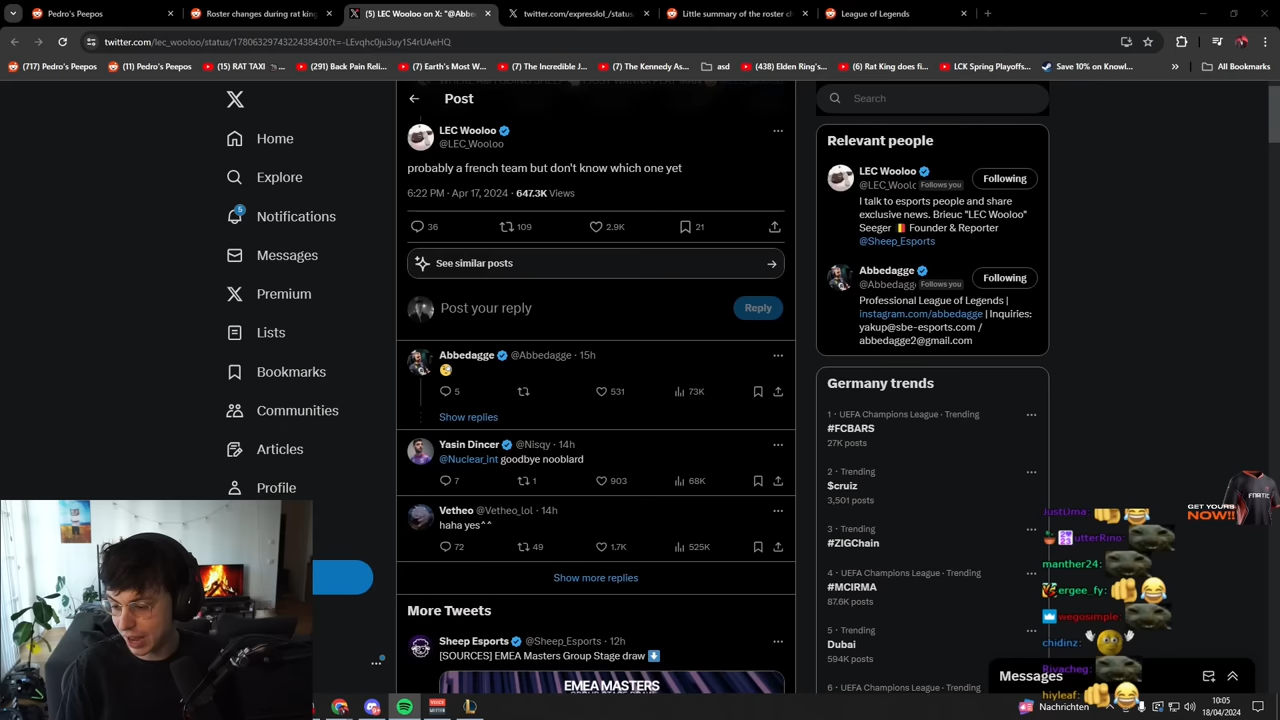 Pedro's Peepos
Roster changes during rat king
(5) LEC Wooloo on X: "@Abbe
twitter.com/expresslol_/status
Little summary of the roster ch
League of Legends
twitter.com/lec_wooloo/status/1780632974322438430?t=-LEvqhc0ju3uy1S4rUAeHQ
(717) Pedro's Peepos
(11) Pedro's Peepos
(15) RAT TAXI
(291) Back Pain Reli...
(7) Earth's Most W...
(7) The Incredible J...
(7) The Kennedy As...
asd
(438) Elden Ring's...
(6) Rat King does fi...
LCK Spring Playoffs...
Save 10% on Knowl...
All Bookmarks
Home
Explore
5
Notifications
Messages
Premium
Lists
Bookmarks
Communities
Articles
Profile
Post
LEC Wooloo
@LEC_Wooloo
probably a french team but don't know which one yet
6:22 PM · Apr 17, 2024 · 647.3K Views
36 109 2.9K 21
See similar posts
Post your reply
Reply
Abbedagge @Abbedagge · 15h
🫡
5 531 73K
Show replies
Yasin Dincer @Nisqy · 14h
@Nuclear_int goodbye nooblard
7 1 903 68K
Vetheo @Vetheo_lol · 14h
haha yes^^
72 49 1.7K 525K
Show more replies
More Tweets
Sheep Esports @Sheep_Esports · 12h
[SOURCES] EMEA Masters Group Stage draw ⬇️
EMEA MASTERS
Search
Relevant people
LEC Wooloo
@LEC_Wooloo Follows you
Following
I talk to esports people and share
exclusive news. Brieuc "LEC Wooloo"
Seeger 🇧🇪 Founder & Reporter
@Sheep_Esports
Abbedagge
@Abbedagge Follows you
Following
Professional League of Legends |
instagram.com/abbedagge | Inquiries:
yakup@sbe-esports.com /
abbedagge2@gmail.com
Germany trends
1 · UEFA Champions League · Trending
#FCBARS
27K posts
2 · Trending
$cruiz
3,501 posts
3 · Trending
#ZIGChain
4 · UEFA Champions League · Trending
#MCIRMA
87.6K posts
5 · Trending
Dubai
594K posts
6 · UEFA Champions League · Trending
Messages
FNATIC
GET YOURS
NOW!!
JustDma:
utterRino:
manther24:
ergee_fy:
wegosimple:
chidinz:
Rivacheg:
hiyleaf:
Nachrichten
10:05
18/04/2024